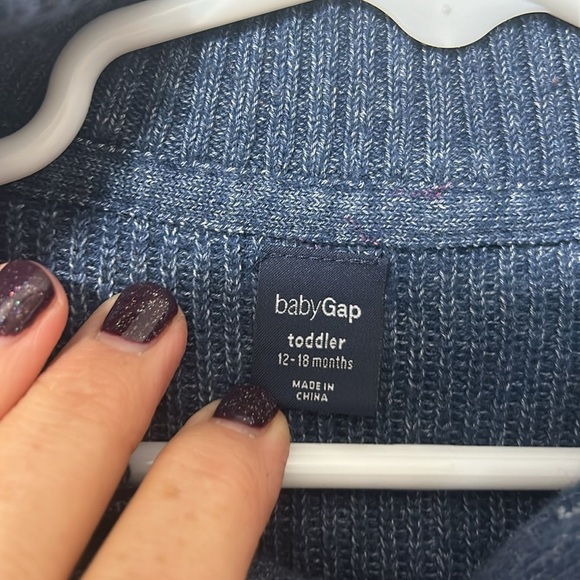 babyGap
toddler
12-18 months
MADE IN
CHINA